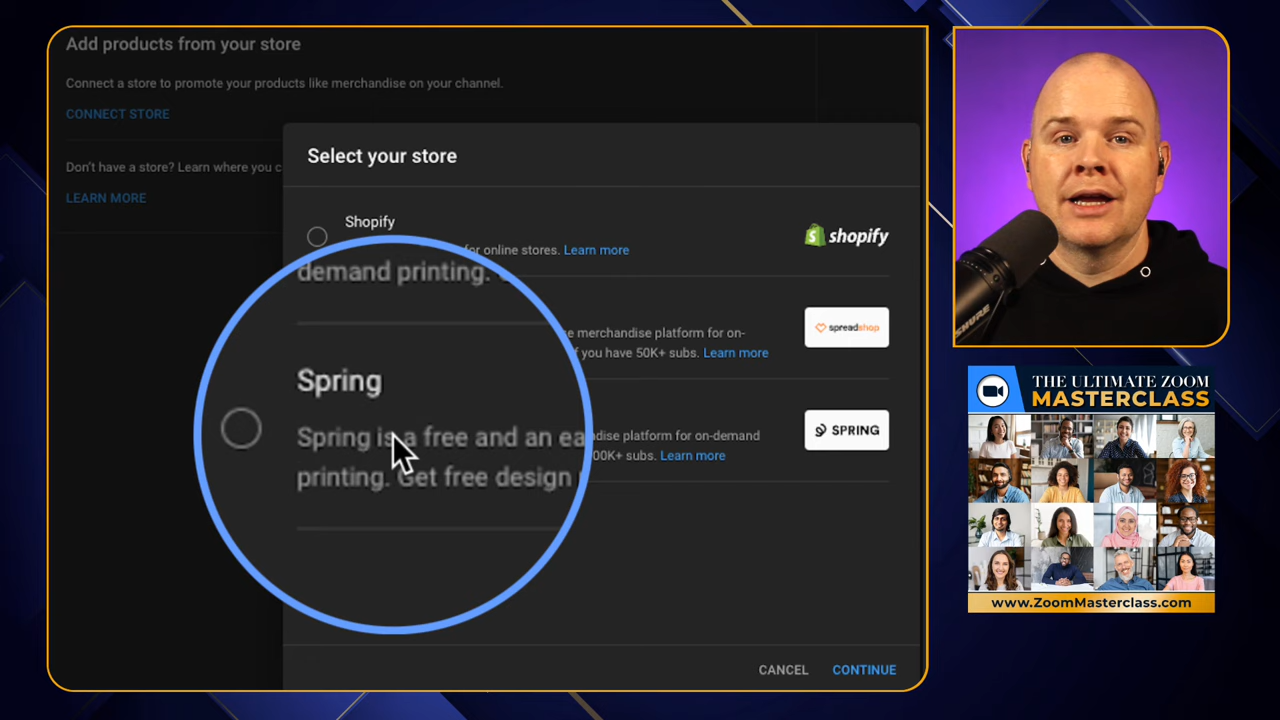 Add products from your store
Connect a store to promote your products like merchandise on your channel.
CONNECT STORE
Don't have a store? Learn where you c
LEARN MORE
Select your store
Shopify
for online stores. Learn more
shopify
demand printing.
merchandise platform for on-
you have 50K+ subs. Learn more
spreadshop
Spring
Spring is a free and an ea
printing. Get free design
platform for on-demand
00K+ subs. Learn more
SPRING
CANCEL
CONTINUE
SHURE
THE ULTIMATE ZOOM
MASTERCLASS
www.ZoomMasterclass.com